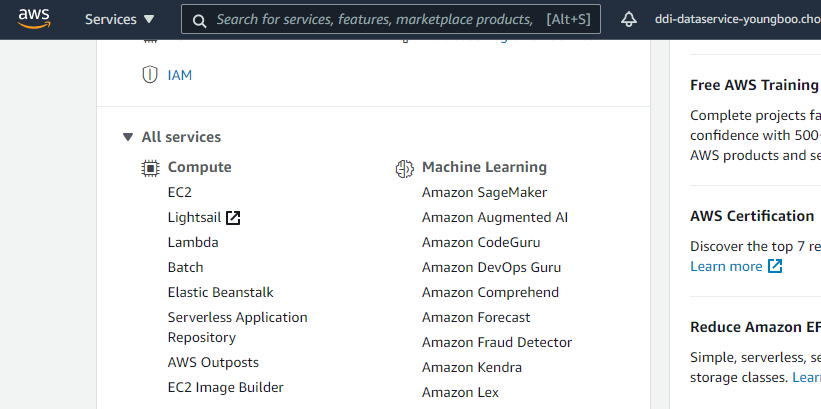 aws
Services ▼
Search for services, features, marketplace products, [Alt+S]
ddi-dataservice-youngboo.cho
IAM
▼ All services
Compute
EC2
Lightsail
Lambda
Batch
Elastic Beanstalk
Serverless Application
Repository
AWS Outposts
EC2 Image Builder
Machine Learning
Amazon SageMaker
Amazon Augmented AI
Amazon CodeGuru
Amazon DevOps Guru
Amazon Comprehend
Amazon Forecast
Amazon Fraud Detector
Amazon Kendra
Amazon Lex
Free AWS Training
Complete projects fa
confidence with 500
AWS products and se
AWS Certification
Discover the top 7 re
Learn more
Reduce Amazon EF
Simple, serverless, se
storage classes. Lear